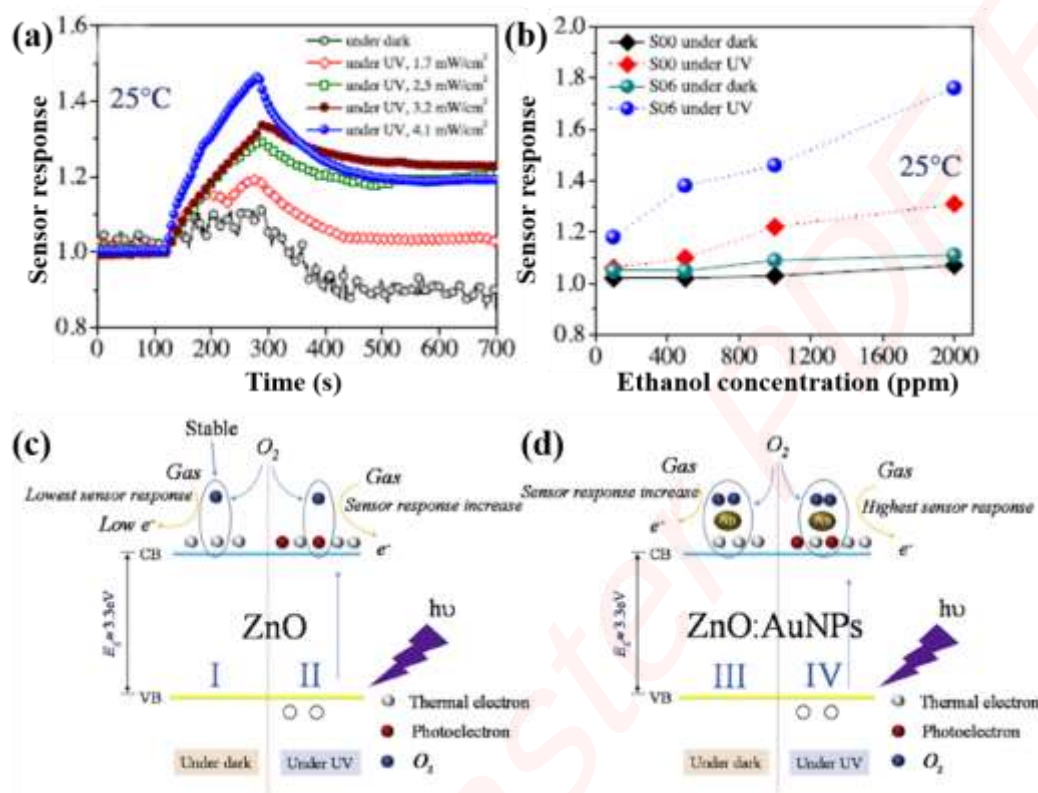 (a)
1.6
1.4
1.2
1.0
0.8
Sensor response
25°C
under dark
under UV, 1.7 mW/cm²
under UV, 2.5 mW/cm²
under UV, 3.2 mW/cm²
under UV, 4.1 mW/cm²
0 100 200 300 400 500 600 700
Time (s)
(b)
2.0
1.8
1.6
1.4
1.2
1.0
0.8
Sensor response
S00 under dark
S00 under UV
S06 under dark
S06 under UV
25°C
0 400 800 1200 1600 2000
Ethanol concentration (ppm)
(c)
Stable
O₂
Gas
Gas
Lowest sensor response
Sensor response increase
Low e⁻
e⁻
CB
ZnO
hυ
I
II
VB
Thermal electron
Photoelectron
O₂
Under dark
Under UV
(d)
O₂
Gas
Gas
Sensor response increase
Highest sensor response
e⁻
e⁻
CB
ZnO:AuNPs
hυ
III
IV
VB
Thermal electron
Photoelectron
O₂
Under dark
Under UV